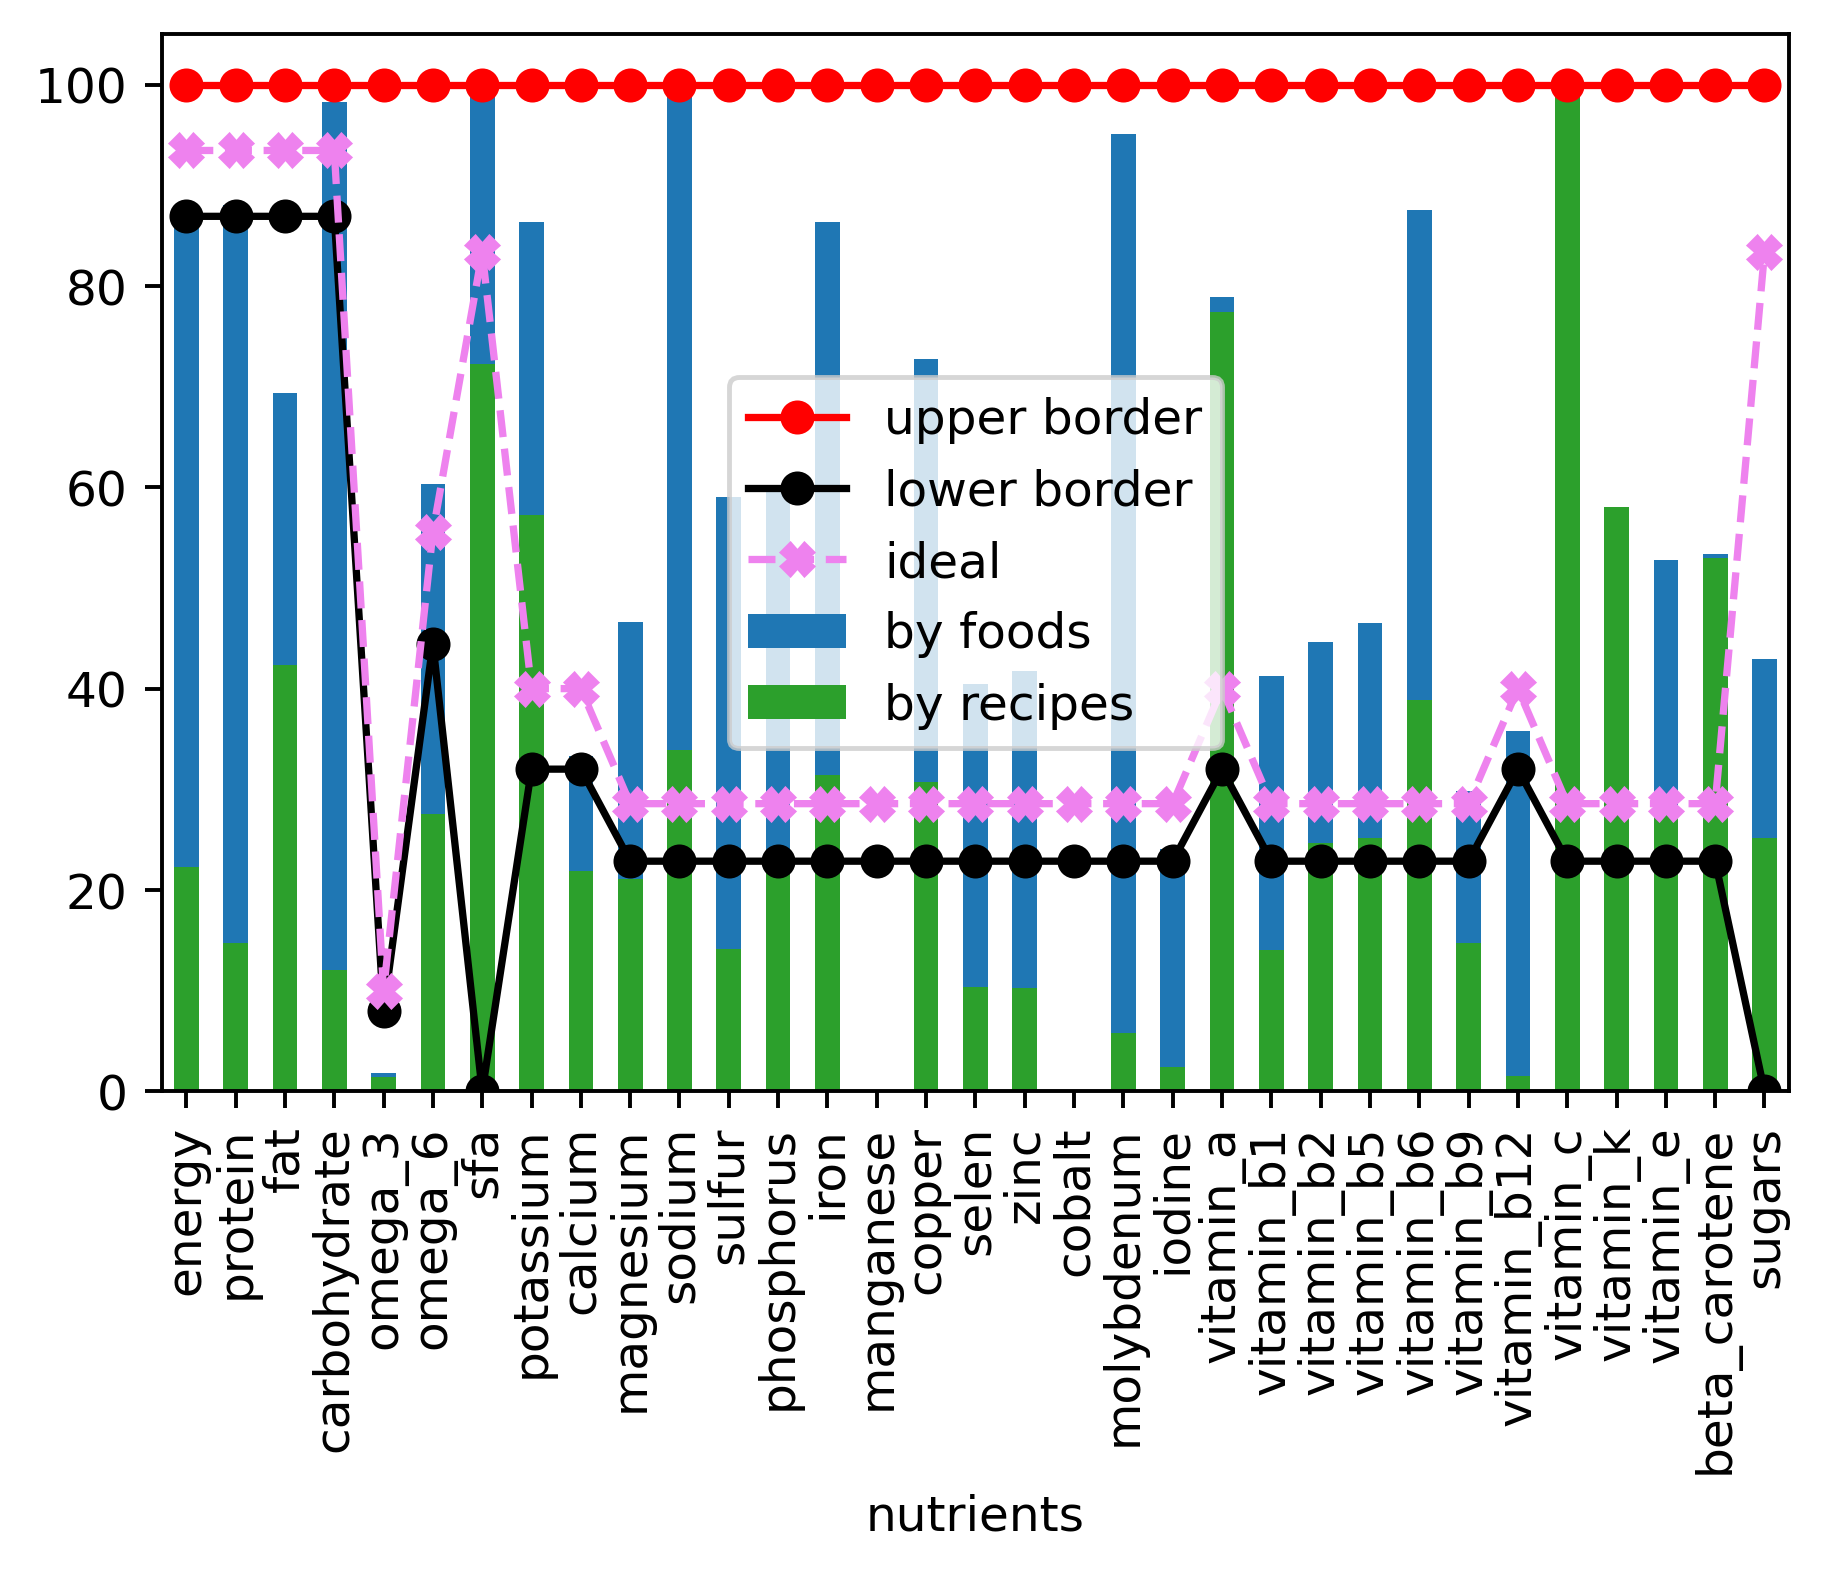 100
80
60
40
20
0
upper border
lower border
ideal
by foods
by recipes
energy
protein
fat
carbohydrate
omega_3
omega_6
sfa
potassium
calcium
magnesium
sodium
sulfur
phosphorus
iron
manganese
copper
selen
zinc
cobalt
molybdenum
iodine
vitamin_a
vitamin_b1
vitamin_b2
vitamin_b5
vitamin_b6
vitamin_b9
vitamin_b12
vitamin_c
vitamin_k
vitamin_e
beta_carotene
sugars
nutrients